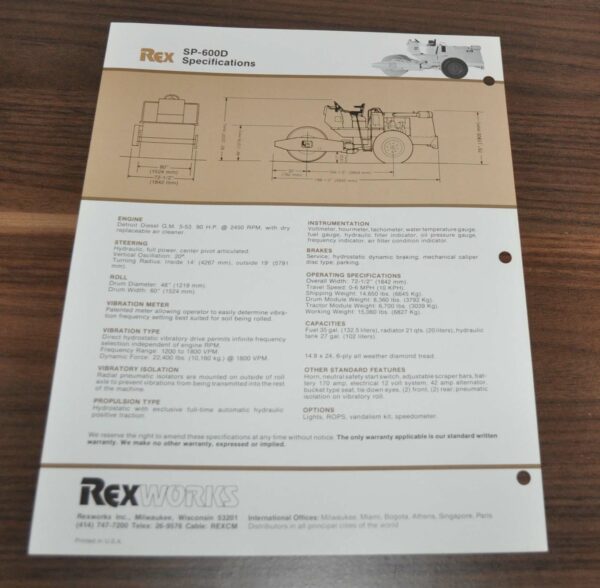 REX SP-600D
Specifications
60"
(1524 mm)
72-1/2"
(1842 mm)
ENGINE
Detroit Diesel G.M. 3-53 90 H.P. @ 2450 RPM, with dry
replaceable air cleaner.
STEERING
Hydraulic, full power, center pivot articulated.
Vertical Oscillation: 20°
Turning Radius: Inside 14' (4267 mm), outside 19' (5791
mm).
ROLL
Drum Diameter: 48" (1219 mm)
Drum Width: 60" (1524 mm)
VIBRATION METER
Patented meter allowing operator to easily determine vibra-
tion frequency setting best suited for soil being rolled.
VIBRATION TYPE
Direct hydrostatic vibratory drive permits infinite frequency
selection independent of engine RPM.
Frequency Range: 1200 to 1800 VPM.
Dynamic Force: 22,400 lbs. (10,160 kg.) @ 1800 VPM.
VIBRATORY ISOLATION
Radial pneumatic isolators are mounted on outside of roll
axle to prevent vibrations from being transmitted into the rest
of the machine.
PROPULSION TYPE
Hydrostatic with exclusive full-time automatic hydraulic
positive traction.
INSTRUMENTATION
Voltmeter, hourmeter, tachometer, water temperature gauge,
fuel gauge, hydraulic filter indicator, oil pressure gauge,
frequency indicator, air filter condition indicator.
BRAKES
Service, hydrostatic dynamic braking, mechanical caliper
disc type, parking.
OPERATING SPECIFICATIONS
Overall Width: 72-1/2" (1842 mm)
Travel Speed: 0-6 MPH (10 KPH).
Shipping Weight: 14,650 lbs. (6645 Kg).
Drum Module Weight: 8,360 lbs. (3792 Kg).
Tractor Module Weight: 6,700 lbs. (3039 Kg).
Working Weight: 15,060 lbs. (6827 Kg).
CAPACITIES
Fuel 35 gal. (132.5 liters), radiator 21 qts. (20 liters), hydraulic
tank 27 gal. (102 liters).
14.9 x 24, 6-ply all weather diamond tread.
OTHER STANDARD FEATURES
Horn, neutral safety start switch, adjustable scraper bars, bat-
tery 170 amp, electrical 12 volt system, 42 amp alternator,
bucket type seat, tie down eyes, (2) front, (2) rear; pneumatic
isolation on vibratory roll.
OPTIONS
Lights, ROPS, vandalism kit, speedometer.
We reserve the right to amend these specifications at any time without notice. The only warranty applicable is our standard written
warranty. We make no other warranty, expressed or implied.
REXWORKS
Rexworks Inc., Milwaukee, Wisconsin 53201
(414) 747-7200 Telex: 26-9576 Cable: REXCM
International Offices: Milwaukee, Miami, Bogota, Athens, Singapore, Paris
Distributors in all principal cities of the world
Printed in U.S.A.